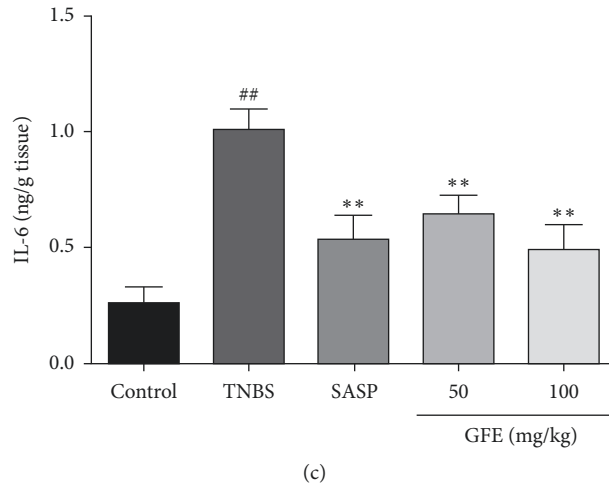 1.5
1.0
0.5
0.0
IL-6 (ng/g tissue)
##
**
**
**
Control TNBS SASP 50 100
GFE (mg/kg)
(c)